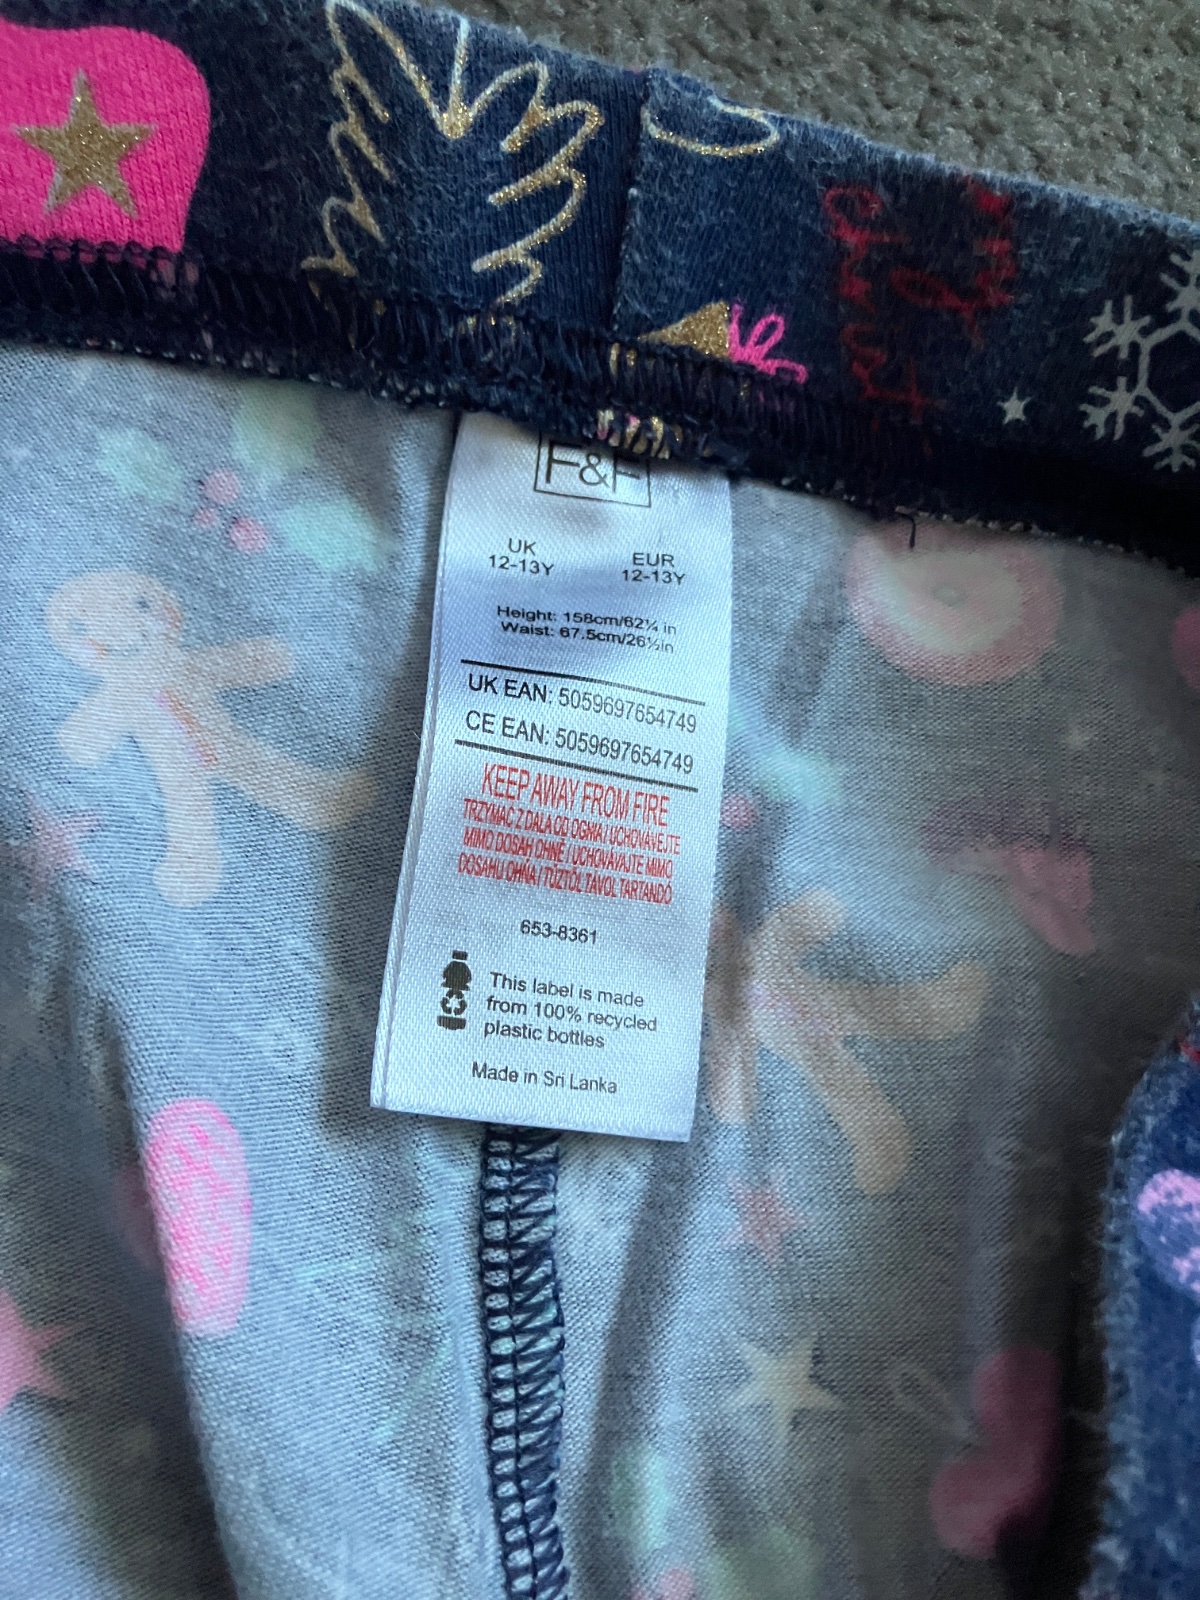 F&F
UK
12-13Y
EUR
12-13Y
Height: 158cm/62¼ in
Waist: 67.5cm/26½in
UK EAN: 5059697654749
CE EAN: 5059697654749
KEEP AWAY FROM FIRE
TRZYMAĆ Z DALA OD OGNIA / UCHOVÁVEJTE
MIMO DOSAH OHNĚ / UCHOVÁVAJTE MIMO
DOSAHU OHŇA / TŰZTŐL TÁVOL TARTANDÓ
653-8361
This label is made
from 100% recycled
plastic bottles
Made in Sri Lanka